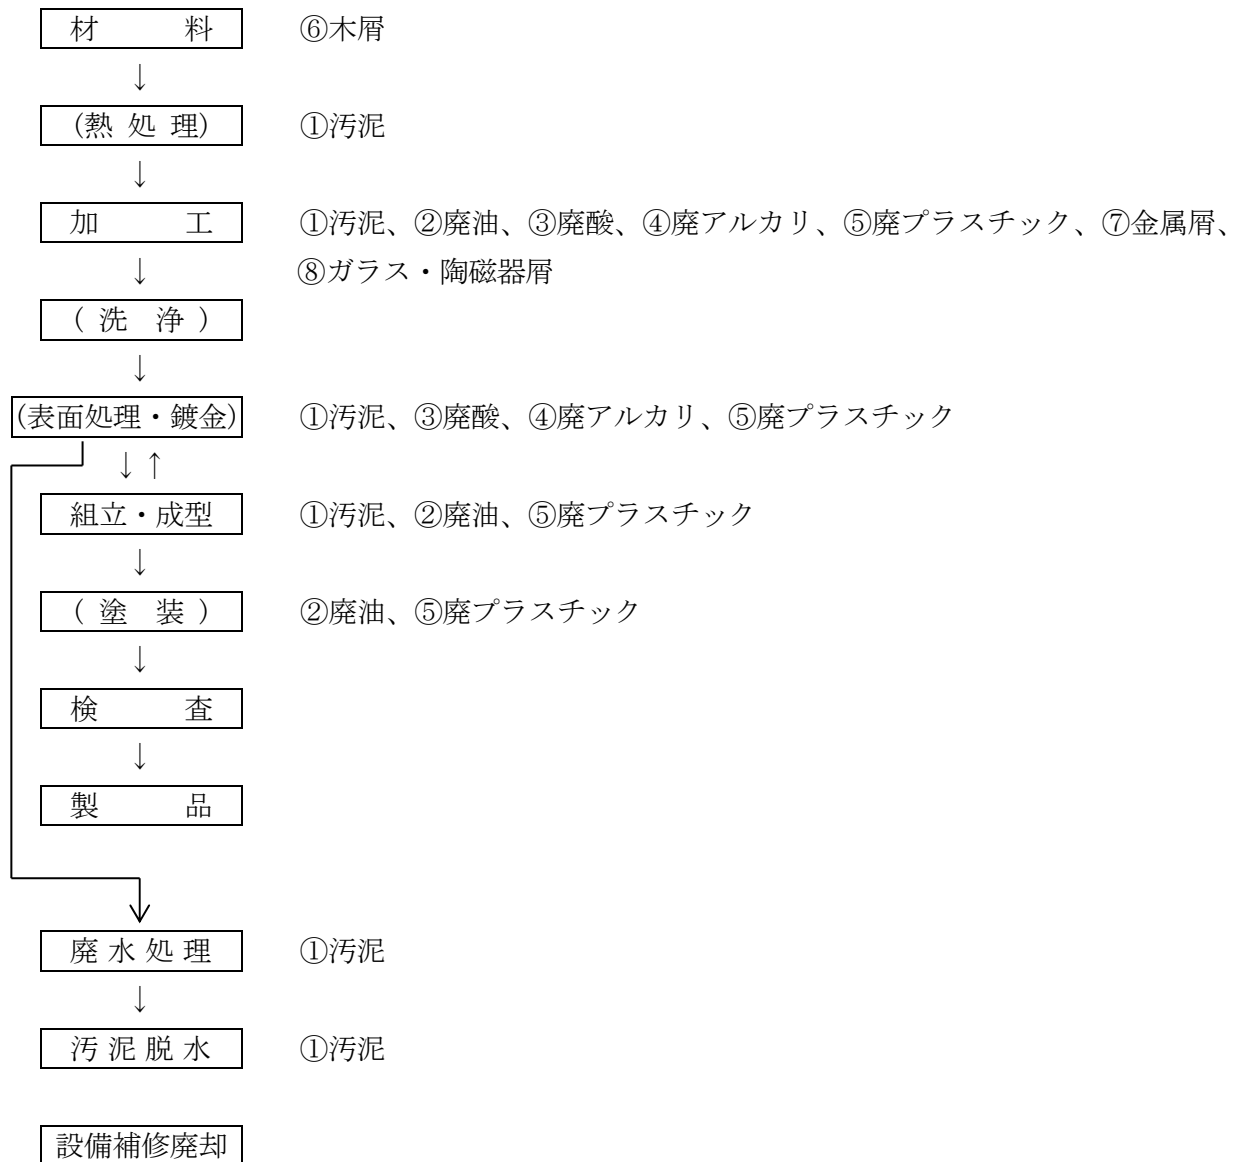 材 料 ⑥木屑
↓
(熱 処 理) ①汚泥
↓
加 工 ①汚泥、②廃油、③廃酸、④廃アルカリ、⑤廃プラスチック、⑦金属屑、
↓ ⑧ガラス・陶磁器屑
( 洗 浄 )
↓
(表面処理・鍍金) ①汚泥、③廃酸、④廃アルカリ、⑤廃プラスチック
↓ ↑
組立・成型 ①汚泥、②廃油、⑤廃プラスチック
↓
( 塗 装 ) ②廃油、⑤廃プラスチック
↓
検 査
↓
製 品
廃 水 処 理 ①汚泥
↓
汚 泥 脱 水 ①汚泥
設備補修廃却